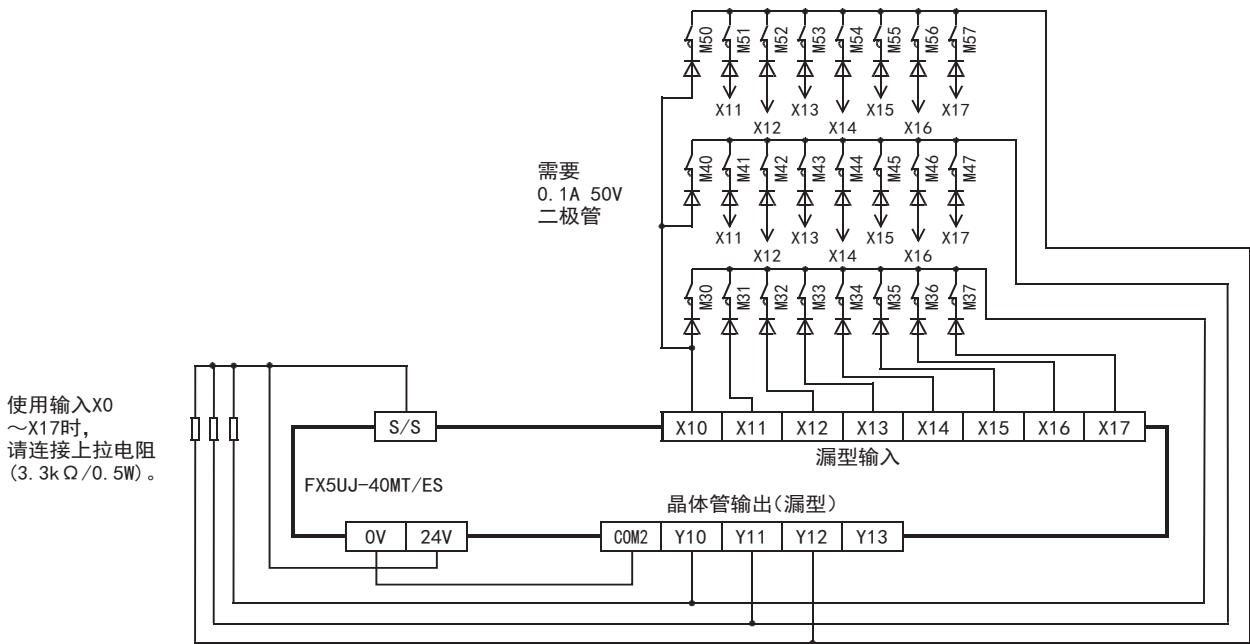 M50 M51 M52 M53 M54 M55 M56 M57
X11 X13 X15 X17
X12 X14 X16
需要
0.1A 50V
二极管
M40 M41 M42 M43 M44 M45 M46 M47
X11 X13 X15 X17
X12 X14 X16
M30 M31 M32 M33 M34 M35 M36 M37
使用输入X0
～X17时,
请连接上拉电阻
(3.3kΩ/0.5W)。
S/S
X10 X11 X12 X13 X14 X15 X16 X17
漏型输入
FX5UJ-40MT/ES
晶体管输出(漏型)
0V 24V
COM2 Y10 Y11 Y12 Y13